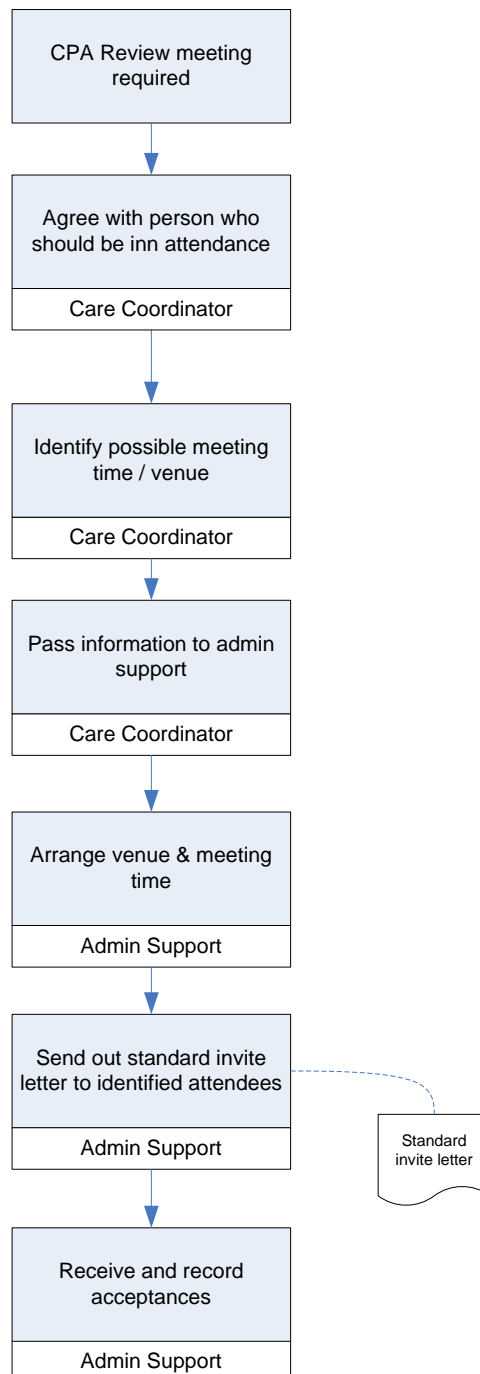 CPA Review meeting
required
Agree with person who
should be inn attendance
Care Coordinator
Identify possible meeting
time / venue
Care Coordinator
Pass information to admin
support
Care Coordinator
Arrange venue & meeting
time
Admin Support
Send out standard invite
letter to identified attendees
Admin Support
Standard
invite letter
Receive and record
acceptances
Admin Support